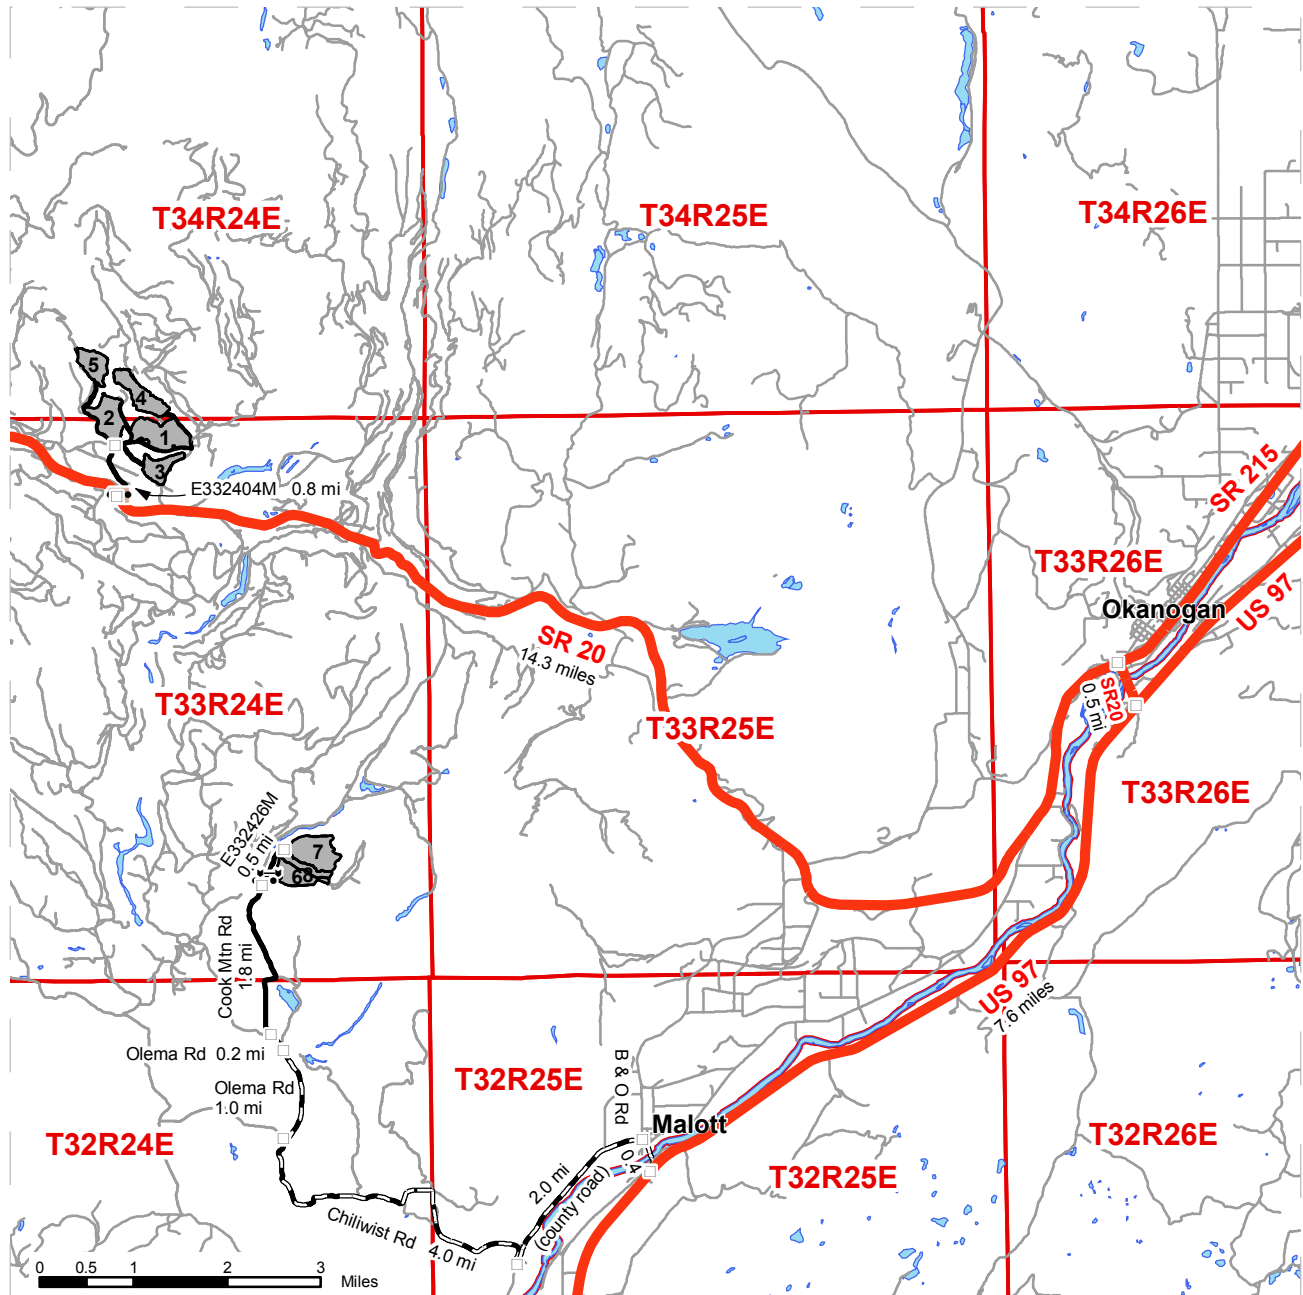 T34R24E
T34R25E
T34R26E
5
4
2
1
3
E332404M 0.8 mi
SR 215
T33R26E
Okanogan
US 97
SR 20
14.3 miles
SR20
0.5 mi
T33R24E
T33R25E
T33R26E
E332426M
0.5 mi
7
68
Cook Mtn Rd
1.8 mi
US 97
7.6 miles
Olema Rd 0.2 mi
Olema Rd
1.0 mi
T32R25E
B & O Rd
Malott
T32R24E
T32R26E
0.4
2.0 mi
(county road)
T32R25E
Chiliwist Rd 4.0 mi
0 0.5 1 2 3 Miles